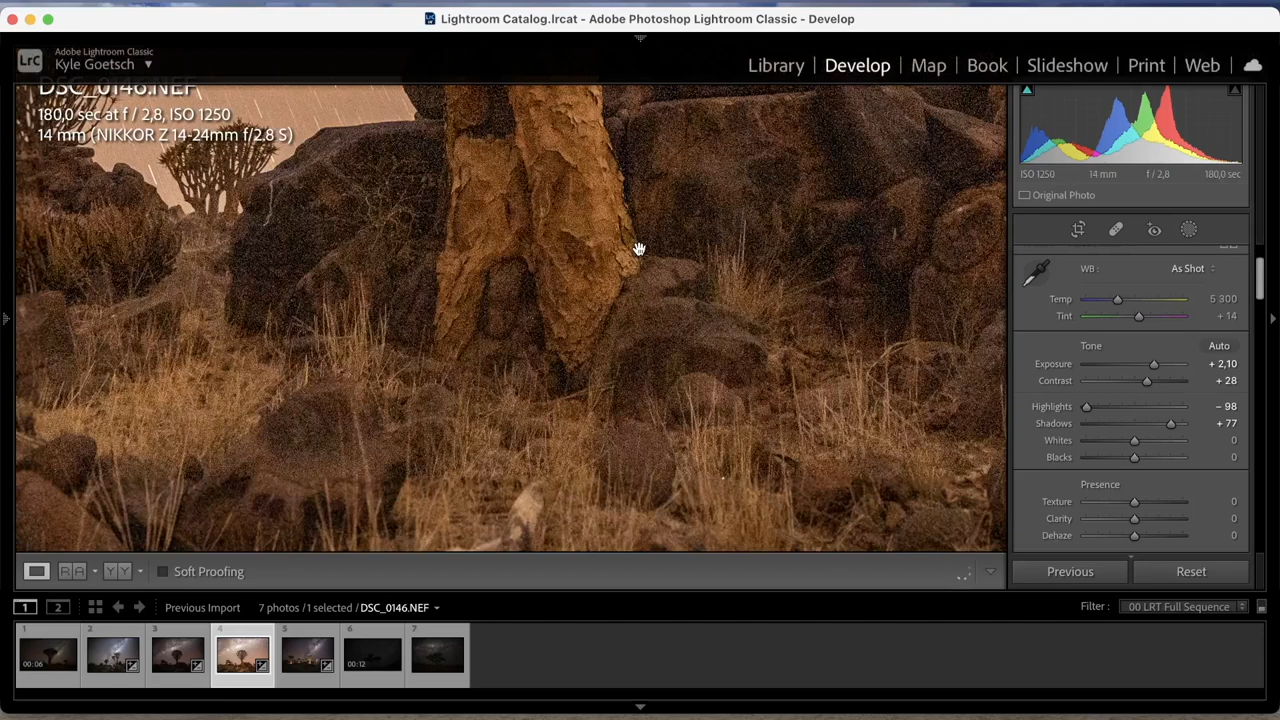 Lightroom Catalog.lrcat - Adobe Photoshop Lightroom Classic - Develop
LrC
Adobe Lightroom Classic
Kyle Goetsch
Library | Develop | Map | Book | Slideshow | Print | Web
DSC_0146.NEF
180,0 sec at f / 2,8, ISO 1250
14 mm (NIKKOR Z 14-24mm f/2.8 S)
ISO 1250 14 mm f / 2,8 180,0 sec
Original Photo
WB : As Shot
Temp 5 300
Tint + 14
Tone Auto
Exposure + 2,10
Contrast + 28
Highlights – 98
Shadows + 77
Whites 0
Blacks 0
Presence
Texture 0
Clarity 0
Dehaze 0
R A Y Y Soft Proofing
Previous Reset
1 2 Previous Import 7 photos / 1 selected / DSC_0146.NEF
Filter : 00 LRT Full Sequence
1 2 3 4 5 6 7
00:06 00:12